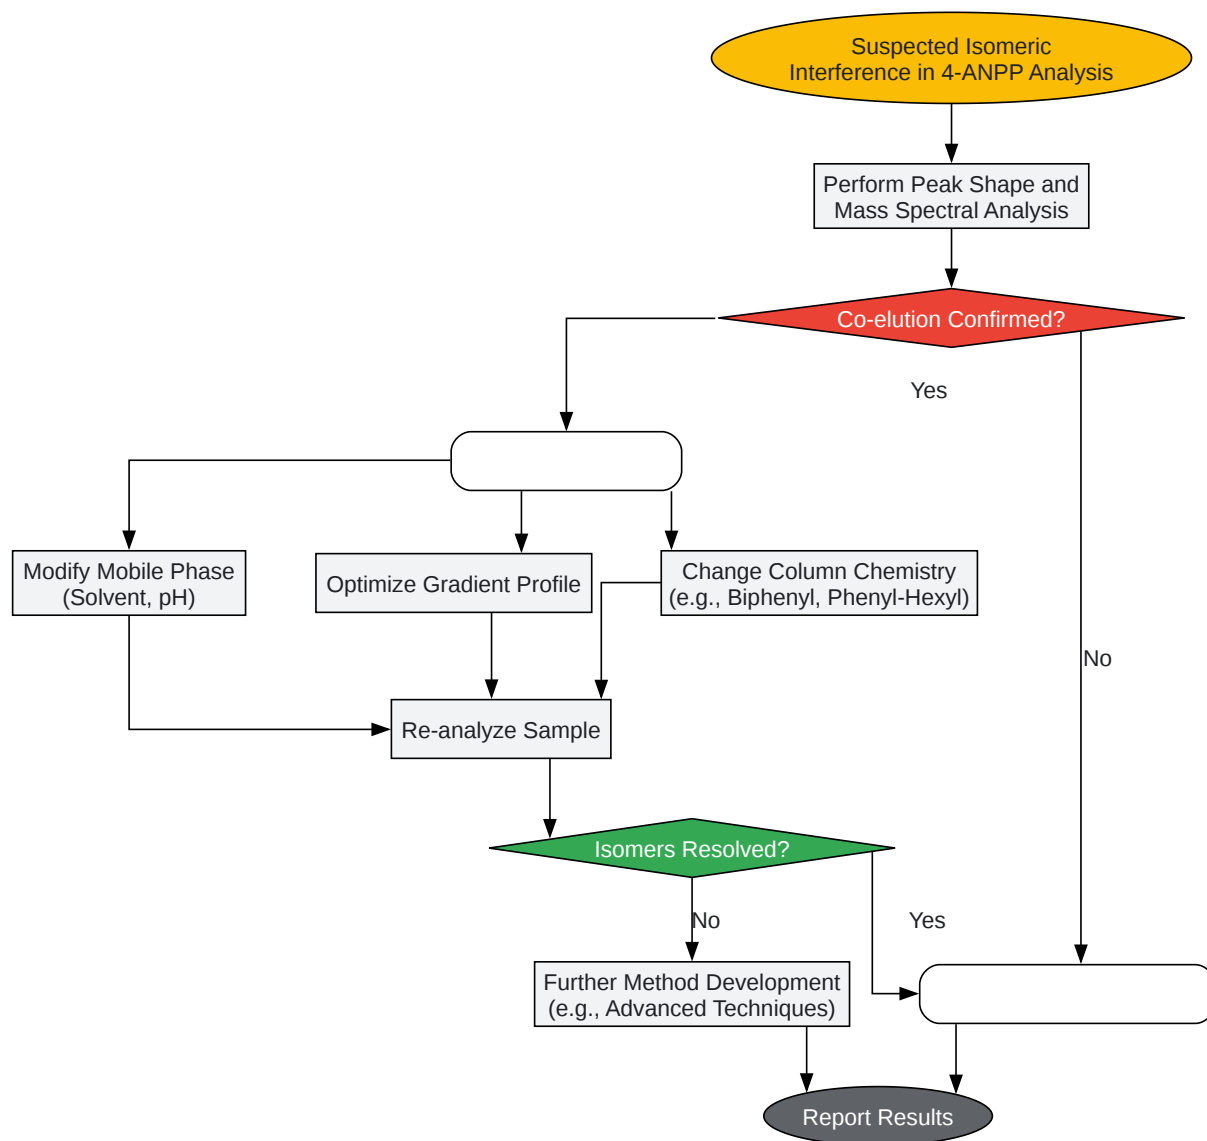 Suspected Isomeric
Interference in 4-ANPP Analysis
Perform Peak Shape and
Mass Spectral Analysis
Co-elution Confirmed?
Yes
Modify Mobile Phase
(Solvent, pH)
Optimize Gradient Profile
Change Column Chemistry
(e.g., Biphenyl, Phenyl-Hexyl)
No
Re-analyze Sample
Isomers Resolved?
No
Yes
Further Method Development
(e.g., Advanced Techniques)
Report Results